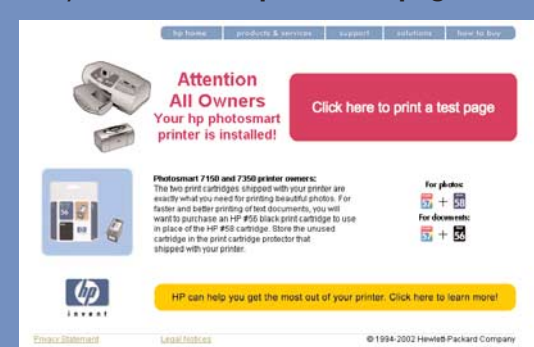 hp home products & services support solutions how to buy
Attention
All Owners
Your hp photosmart
printer is installed!
Click here to print a test page
Photosmart 7150 and 7350 printer owners:
The two print cartridges shipped with your printer are
exactly what you need for printing beautiful photos. For
faster and better printing of text documents, you will
want to purchase an HP #56 black print cartridge to use
in place of the HP #58 cartridge. Store the unused
cartridge in the print cartridge protector that
shipped with your printer.
For photos:
57 + 58
For documents:
57 + 56
56
hp
invent
HP can help you get the most out of your printer. Click here to learn more!
Privacy Statement Legal Notices © 1994-2002 Hewlett-Packard Company